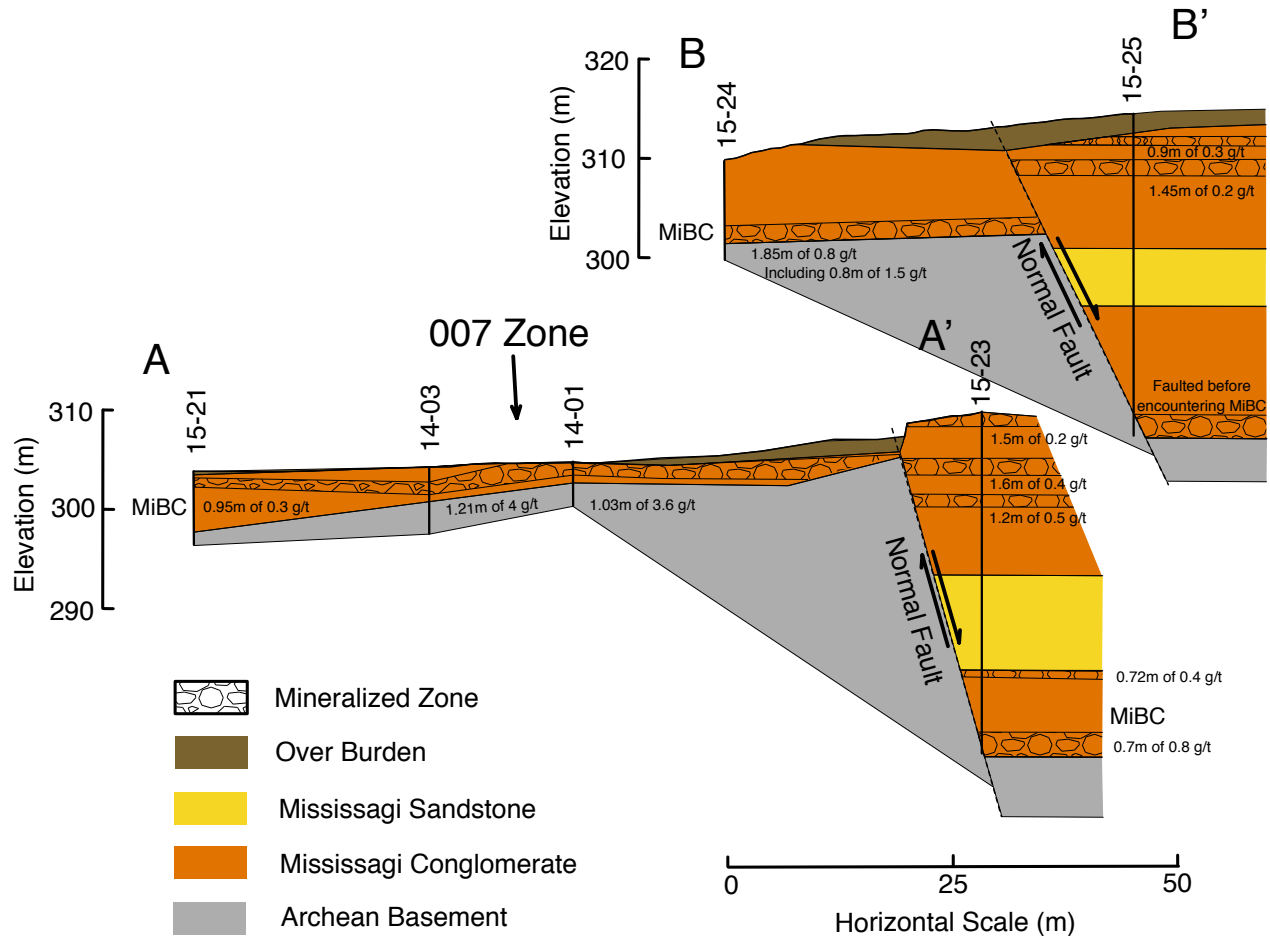 B
B’
15-24
15-25
Elevation (m)
320
310
300
MiBC
0.9m of 0.3 g/t
1.45m of 0.2 g/t
1.85m of 0.8 g/t
Including 0.8m of 1.5 g/t
Normal Fault
Faulted before
encountering MiBC
007 Zone
A
A’
15-21
14-03
14-01
15-23
Elevation (m)
310
300
290
MiBC
0.95m of 0.3 g/t
1.21m of 4 g/t
1.03m of 3.6 g/t
1.5m of 0.2 g/t
1.6m of 0.4 g/t
1.2m of 0.5 g/t
Normal Fault
0.72m of 0.4 g/t
MiBC
0.7m of 0.8 g/t
Mineralized Zone
Over Burden
Mississagi Sandstone
Mississagi Conglomerate
Archean Basement
0
25
50
Horizontal Scale (m)